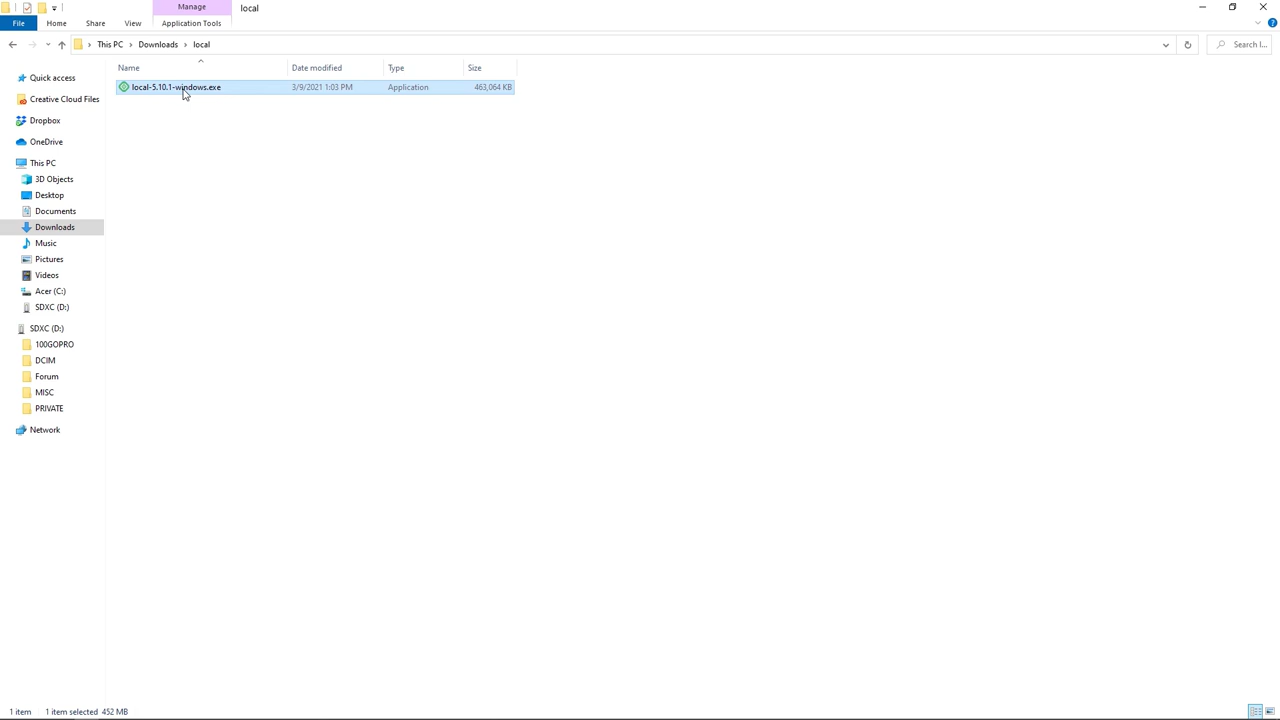 Manage
local
File
Home
Share
View
Application Tools
This PC
Downloads
local
Search l...
Name
Date modified
Type
Size
local-5.10.1-windows.exe
3/9/2021 1:03 PM
Application
463,064 KB
Quick access
Creative Cloud Files
Dropbox
OneDrive
This PC
3D Objects
Desktop
Documents
Downloads
Music
Pictures
Videos
Acer (C:)
SDXC (D:)
SDXC (D:)
100GOPRO
DCIM
Forum
MISC
PRIVATE
Network
1 item
1 item selected 452 MB